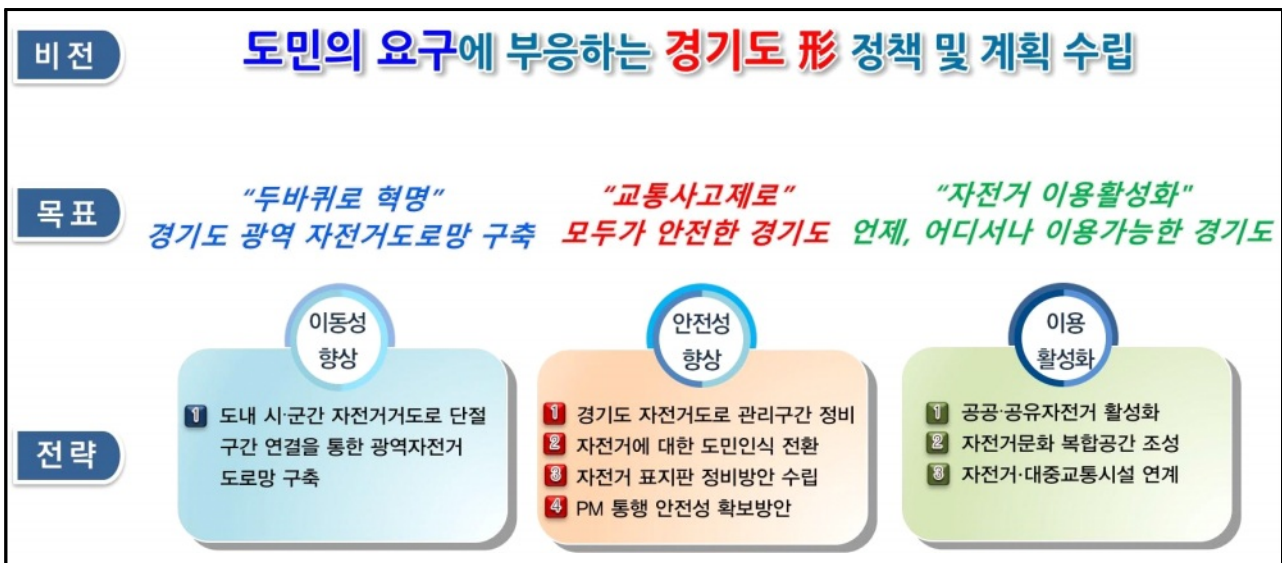 비전
도민의 요구에 부응하는 경기도 形 정책 및 계획 수립
목표
“두바퀴로 혁명”
경기도 광역 자전거도로망 구축
“교통사고제로”
모두가 안전한 경기도
“자전거 이용활성화"
언제, 어디서나 이용가능한 경기도
전략
이동성
향상
1 도내 시·군간 자전거거도로 단절
구간 연결을 통한 광역자전거
도로망 구축
안전성
향상
1 경기도 자전거도로 관리구간 정비
2 자전거에 대한 도민인식 전환
3 자전거 표지판 정비방안 수립
4 PM 통행 안전성 확보방안
이용
활성화
1 공공·공유자전거 활성화
2 자전거문화 복합공간 조성
3 자전거·대중교통시설 연계